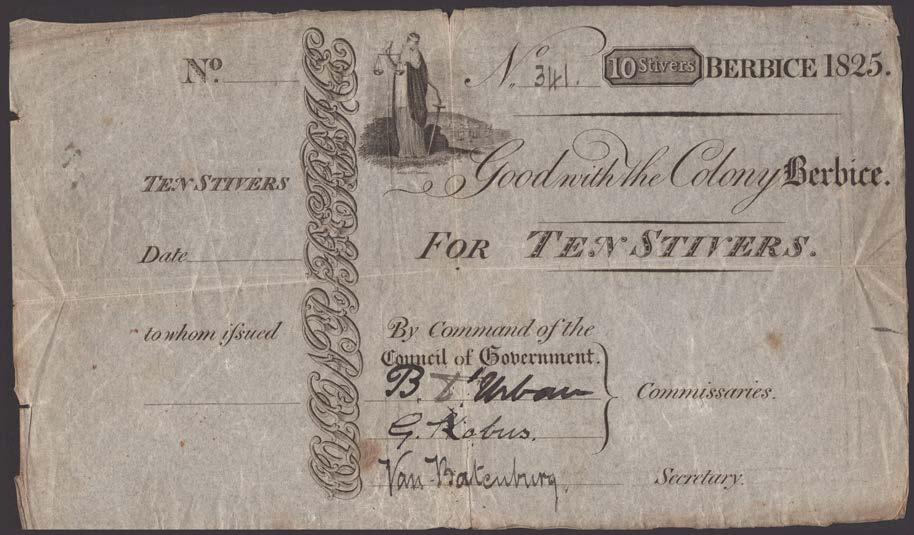 No.
TEN STIVERS
Date
to whom iſsued
No. 341. 10 Stivers BERBICE 1825.
Good with the Colony Berbice.
FOR TEN STIVERS.
By Command of the
Council of Government.
B. D'Urban
G. Kobus.
Commissaries.
Van Batenburg. Secretary.